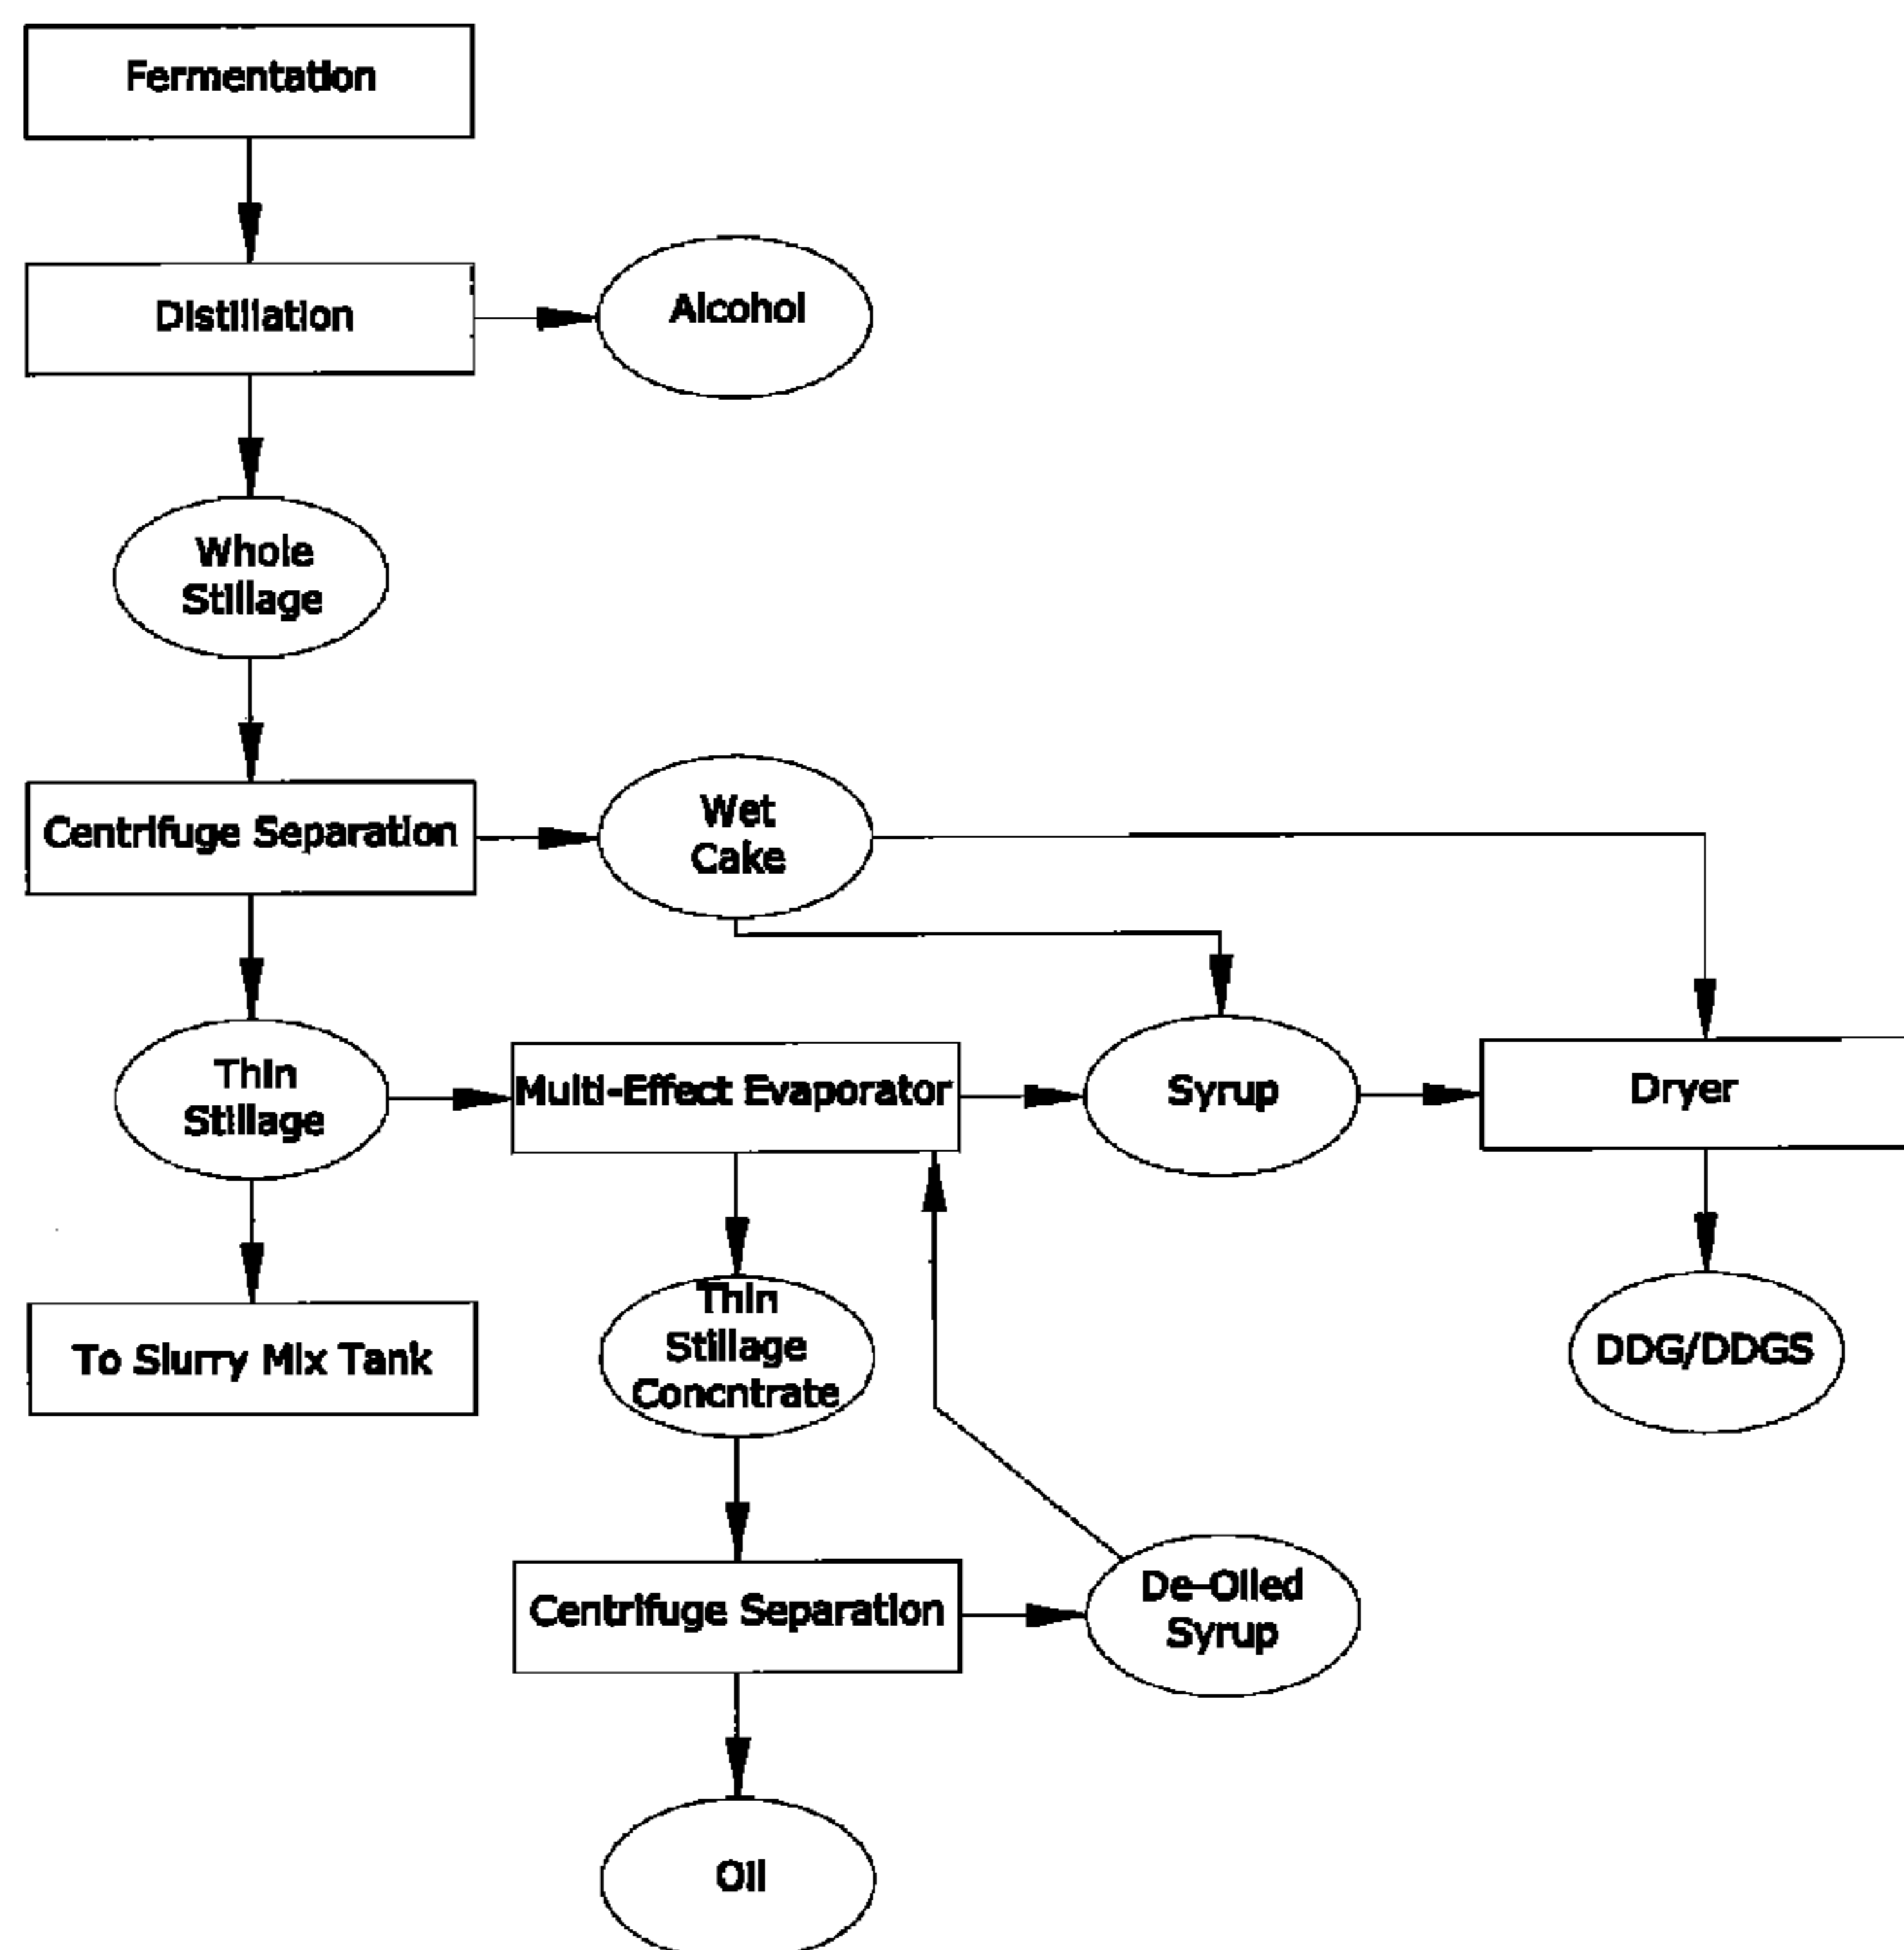 Fermentation
Distillation
Alcohol
Whole
Stillage
Centrifuge Separation
Wet
Cake
Thin
Stillage
Multi-Effect Evaporator
Syrup
Dryer
To Slurry Mix Tank
Thin
Stillage
Concntrate
DDG/DDGS
Centrifuge Separation
De-Oiled
Syrup
Oil